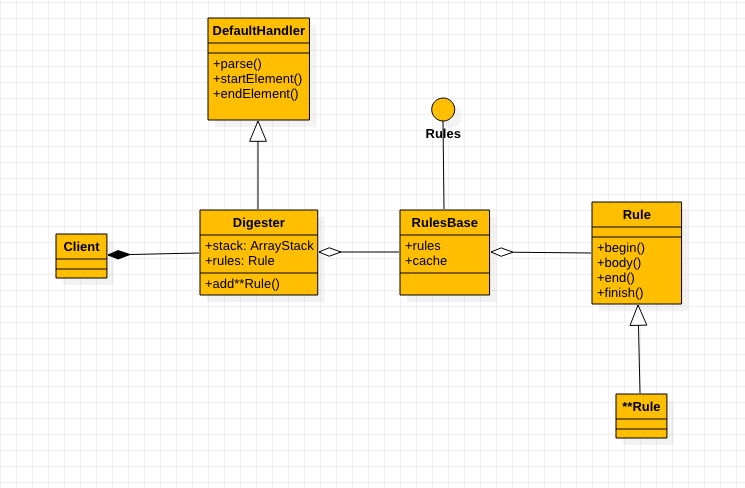 DefaultHandler
+parse()
+startElement()
+endElement()
Rules
Client
Digester
+stack: ArrayStack
+rules: Rule
+add**Rule()
RulesBase
+rules
+cache
Rule
+begin()
+body()
+end()
+finish()
**Rule